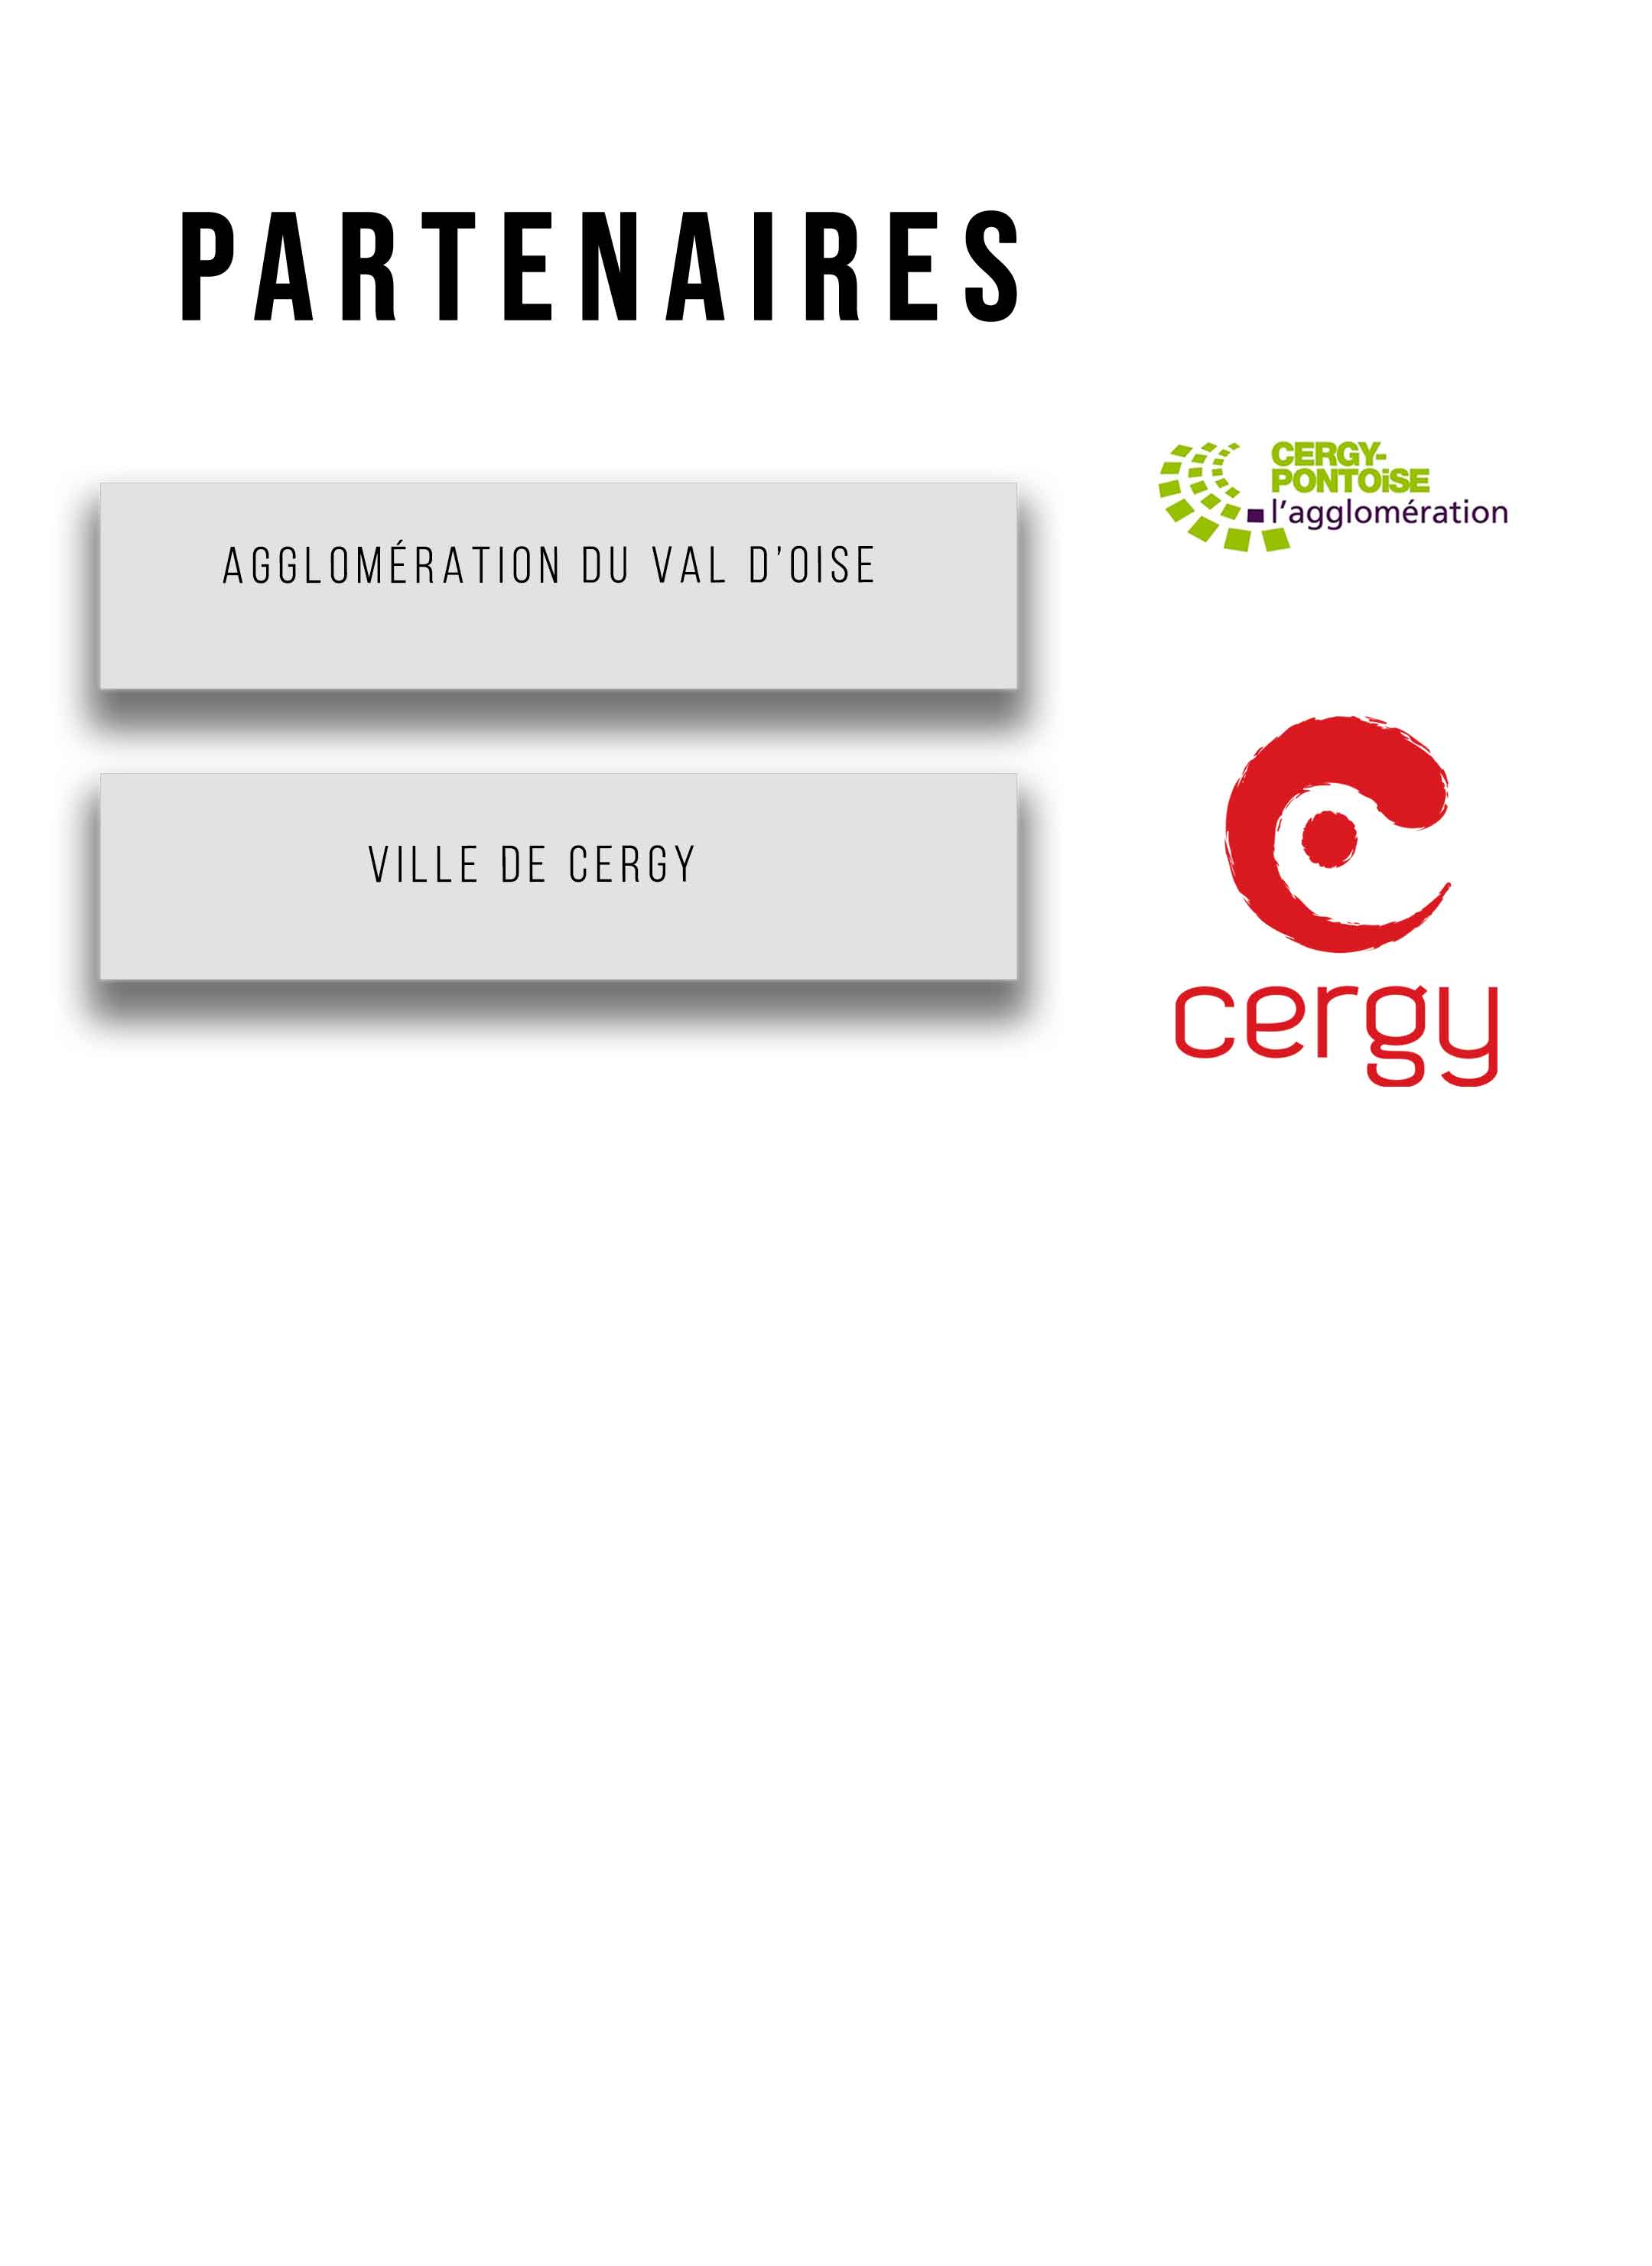 PARTENAIRES
CERGY-
PONTOiSE
l’agglomération
AGGLOMÉRATION DU VAL D’OISE
VILLE DE CERGY
cergy